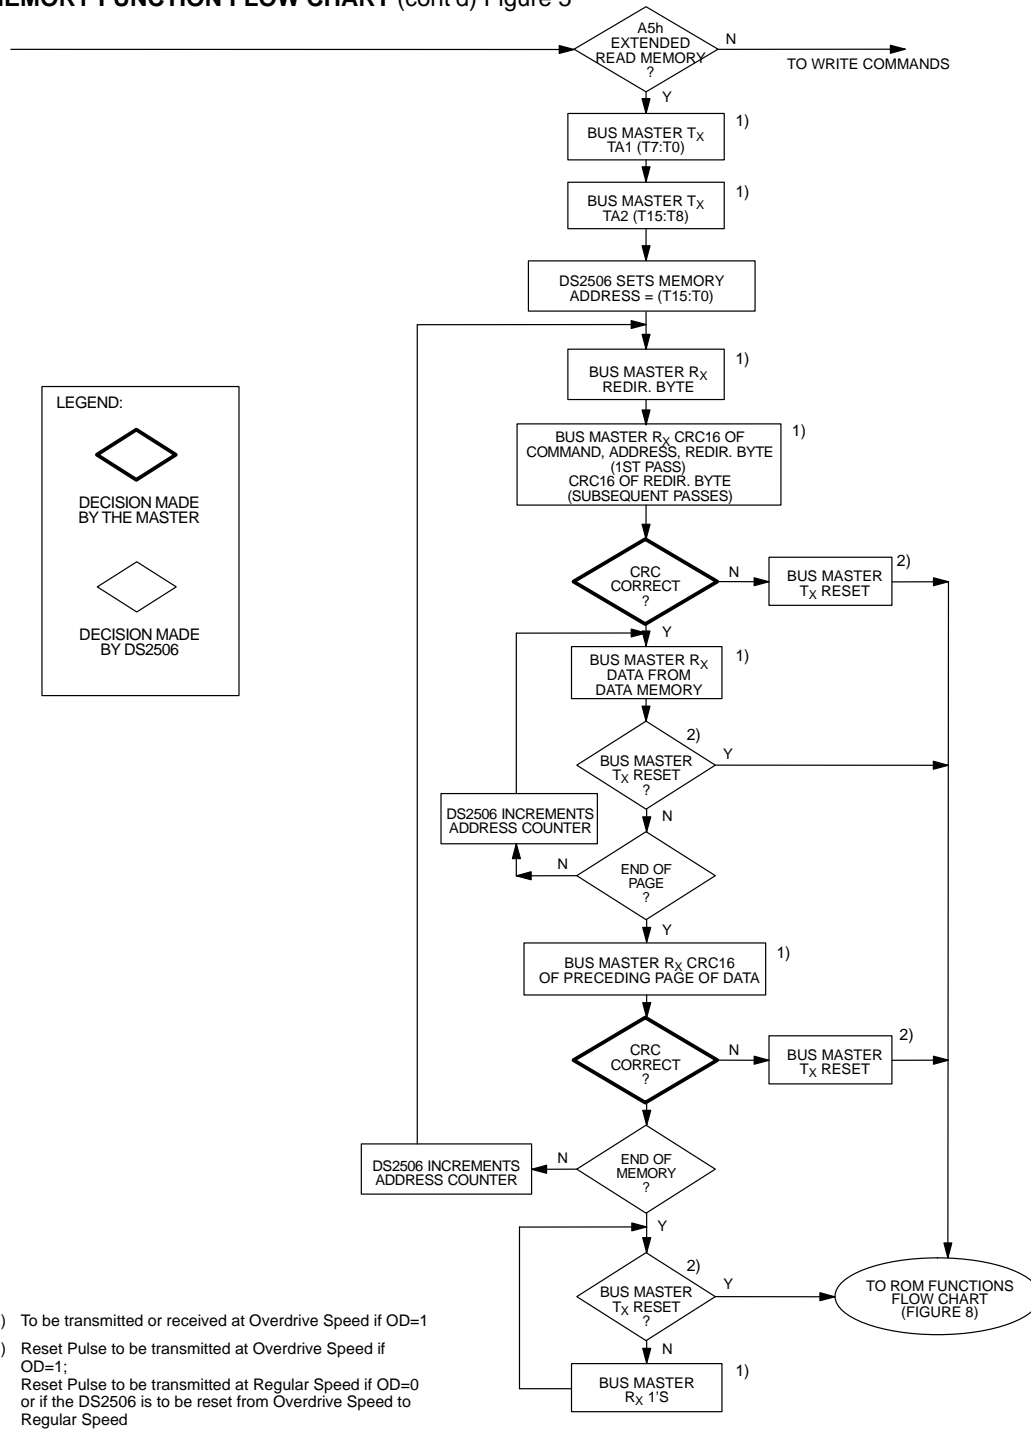 MEMORY FUNCTION FLOW CHART (cont'd) Figure 5
A5h
EXTENDED
READ MEMORY
?
N
TO WRITE COMMANDS
Y
BUS MASTER TX
TA1 (T7:T0)
1)
BUS MASTER TX
TA2 (T15:T8)
1)
DS2506 SETS MEMORY
ADDRESS = (T15:T0)
BUS MASTER RX
REDIR. BYTE
1)
LEGEND:
DECISION MADE
BY THE MASTER
DECISION MADE
BY DS2506
BUS MASTER RX CRC16 OF
COMMAND, ADDRESS, REDIR. BYTE
(1ST PASS)
CRC16 OF REDIR. BYTE
(SUBSEQUENT PASSES)
1)
CRC
CORRECT
?
N
BUS MASTER
TX RESET
2)
Y
BUS MASTER RX
DATA FROM
DATA MEMORY
1)
BUS MASTER
TX RESET
?
2)
Y
N
DS2506 INCREMENTS
ADDRESS COUNTER
N
END OF
PAGE
?
Y
BUS MASTER RX CRC16
OF PRECEDING PAGE OF DATA
1)
CRC
CORRECT
?
N
BUS MASTER
TX RESET
2)
END OF
MEMORY
?
N
DS2506 INCREMENTS
ADDRESS COUNTER
Y
BUS MASTER
TX RESET
?
2)
Y
TO ROM FUNCTIONS
FLOW CHART
(FIGURE 8)
N
BUS MASTER
RX 1'S
1)
) To be transmitted or received at Overdrive Speed if OD=1
) Reset Pulse to be transmitted at Overdrive Speed if
OD=1;
Reset Pulse to be transmitted at Regular Speed if OD=0
or if the DS2506 is to be reset from Overdrive Speed to
Regular Speed